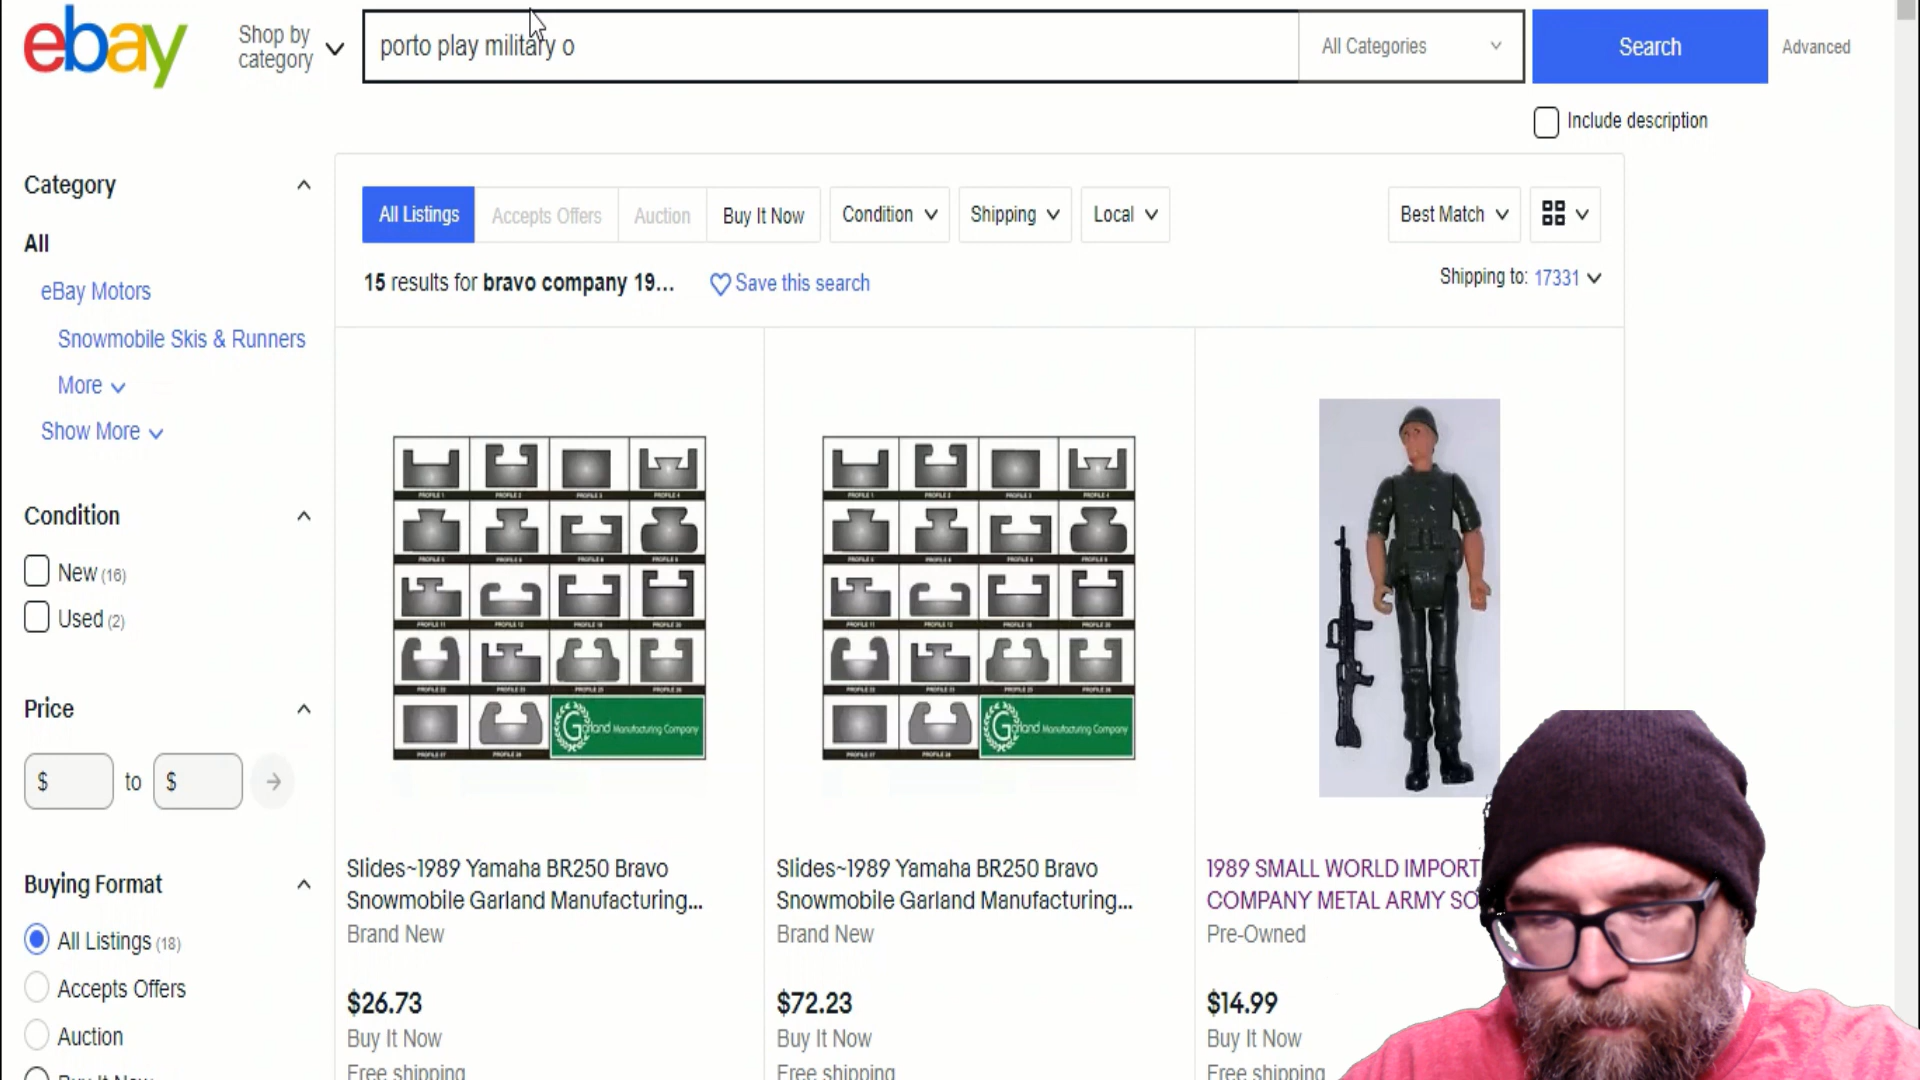 ebay
Shop by
category
porto play military o
All Categories
Search
Advanced
Include description
Category
All
eBay Motors
Snowmobile Skis & Runners
More
Show More
Condition
New (16)
Used (2)
Price
$ to $
Buying Format
All Listings (18)
Accepts Offers
Auction
All Listings
Accepts Offers
Auction
Buy It Now
Condition
Shipping
Local
Best Match
15 results for bravo company 19...
Save this search
Shipping to: 17331
Garland Manufacturing Company
Slides~1989 Yamaha BR250 Bravo
Snowmobile Garland Manufacturing...
Brand New
$26.73
Buy It Now
Free shipping
Garland Manufacturing Company
Slides~1989 Yamaha BR250 Bravo
Snowmobile Garland Manufacturing...
Brand New
$72.23
Buy It Now
Free shipping
1989 SMALL WORLD IMPORT
COMPANY METAL ARMY SO
Pre-Owned
$14.99
Buy It Now
Free shipping